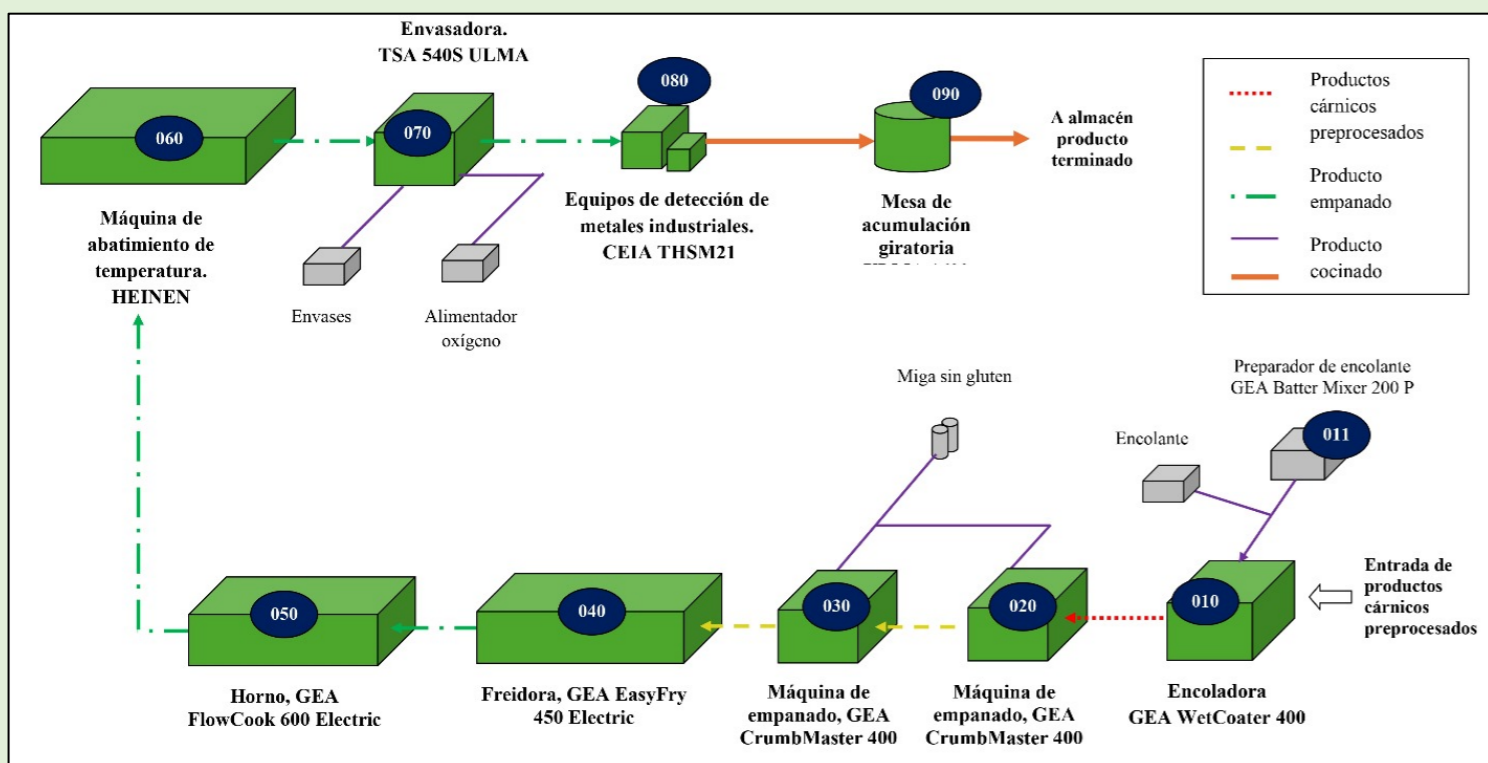 Envasadora.
TSA 540S ULMA
060
070
080
090
A almacén
producto
terminado
Máquina de
abatimiento de
temperatura.
HEINEN
Envases
Alimentador
oxígeno
Equipos de detección de
metales industriales.
CEIA THSM21
Mesa de
acumulación
giratoria
Productos
cárnicos
preprocesados
Producto
empanado
Producto
cocinado
Miga sin gluten
Preparador de encolante
GEA Batter Mixer 200 P
Encolante
011
050
040
030
020
010
Entrada de
productos
cárnicos
preprocesados
Horno, GEA
FlowCook 600 Electric
Freidora, GEA EasyFry
450 Electric
Máquina de
empanado, GEA
CrumbMaster 400
Máquina de
empanado, GEA
CrumbMaster 400
Encoladora
GEA WetCoater 400